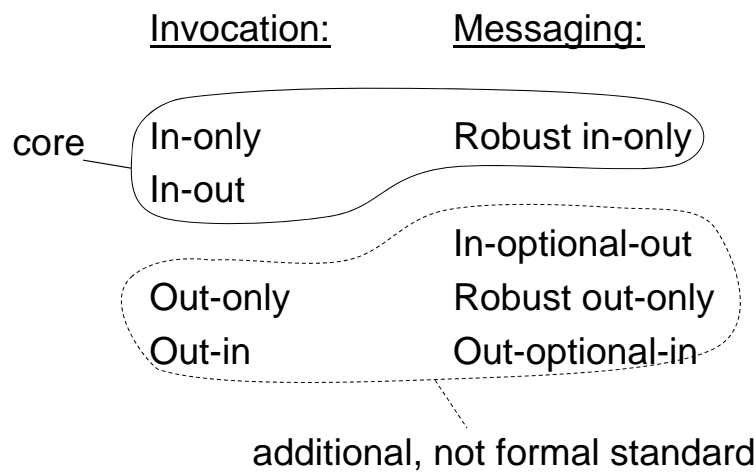 Invocation: Messaging:
core In-only Robust in-only
In-out
In-optional-out
Out-only Robust out-only
Out-in Out-optional-in
additional, not formal standard